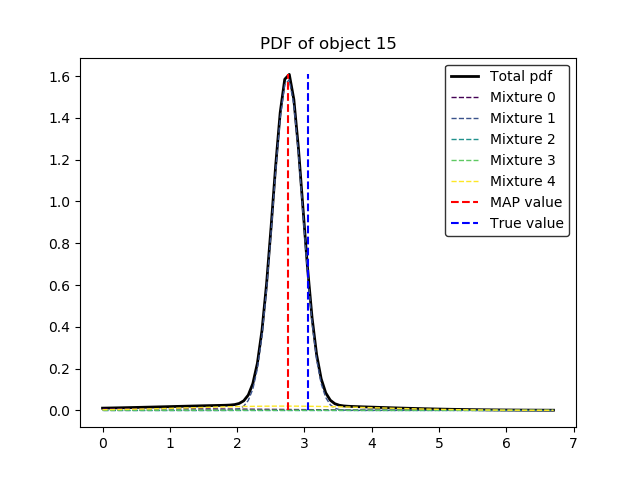 PDF of object 15
Total pdf
Mixture 0
Mixture 1
Mixture 2
Mixture 3
Mixture 4
MAP value
True value
1.6
1.4
1.2
1.0
0.8
0.6
0.4
0.2
0.0
0 1 2 3 4 5 6 7